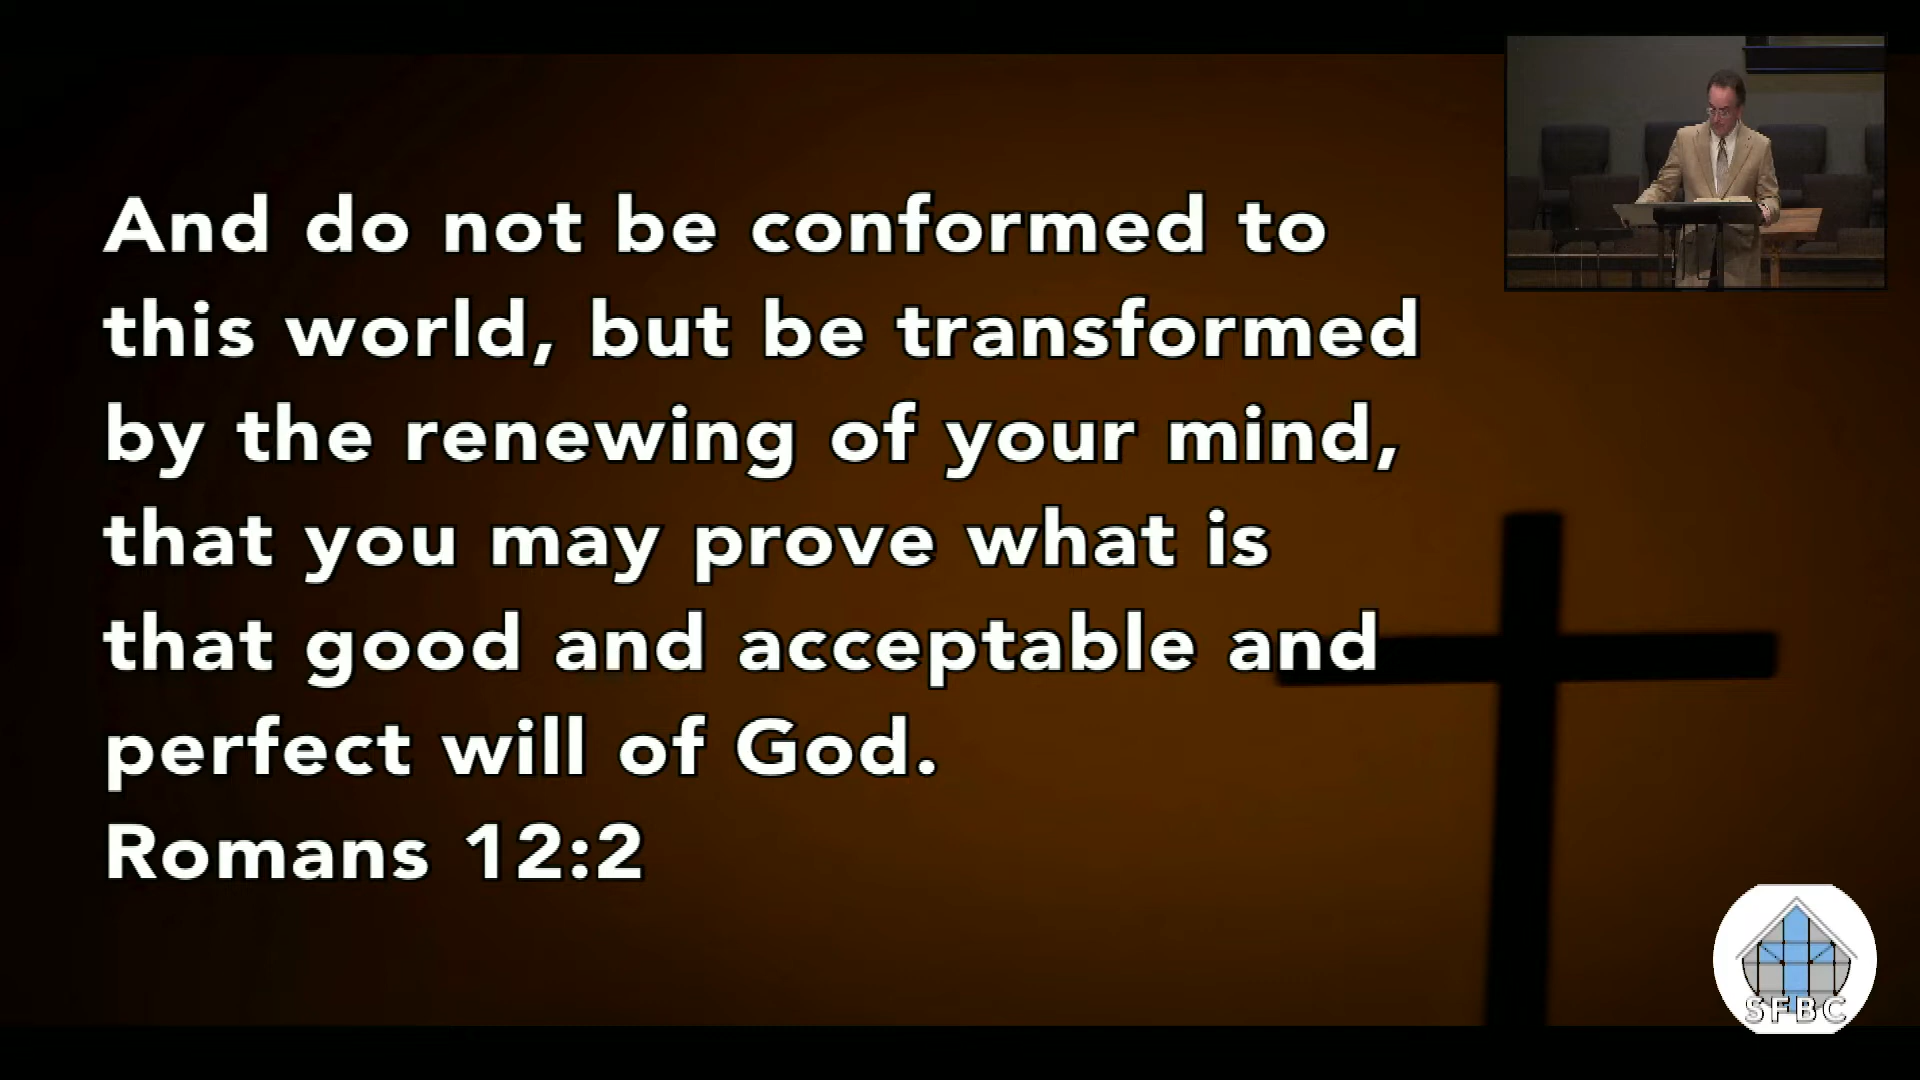 And do not be conformed to
this world, but be transformed
by the renewing of your mind,
that you may prove what is
that good and acceptable and
perfect will of God.
Romans 12:2
SFBC